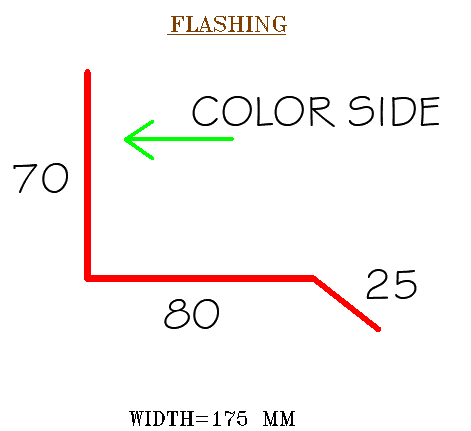 FLASHING
COLOR SIDE
70
25
80
WIDTH=175 MM